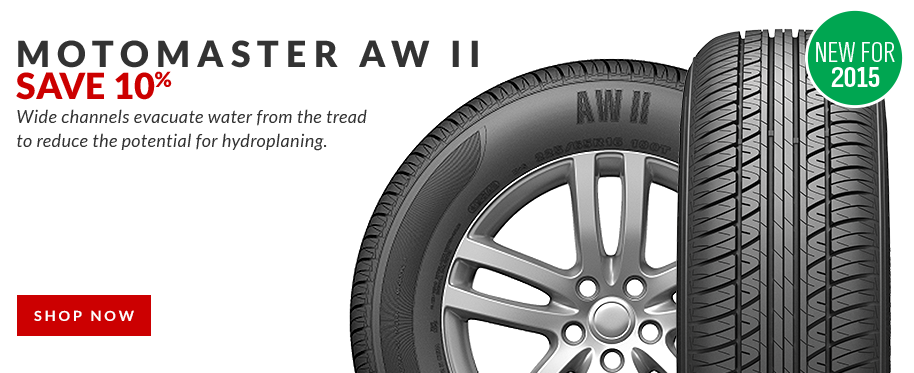 MOTOMASTER AW II
SAVE 10%
Wide channels evacuate water from the tread
to reduce the potential for hydroplaning.
SHOP NOW
AW II
NEW FOR
2015